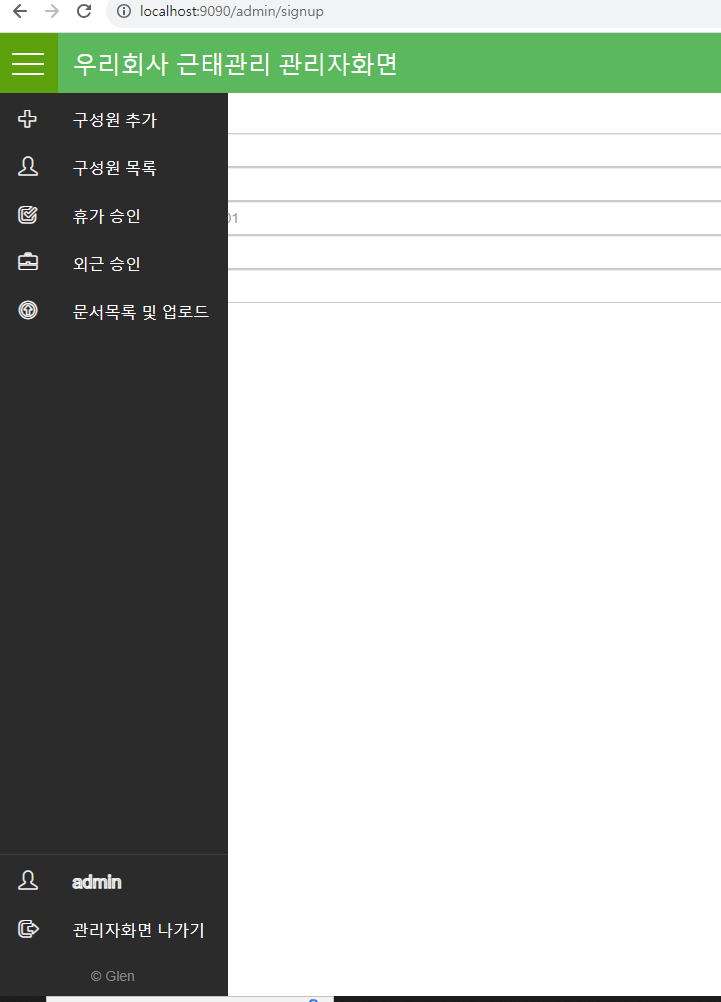 localhost:9090/admin/signup
우리회사 근태관리 관리자화면
구성원 추가
구성원 목록
휴가 승인
01
외근 승인
문서목록 및 업로드
admin
관리자화면 나가기
© Glen